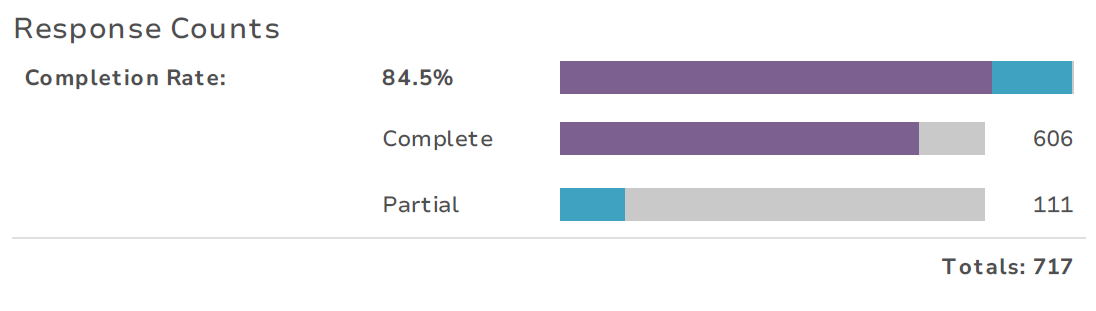 Response Counts
Completion Rate: 84.5%
Complete 606
Partial 111
Totals: 717